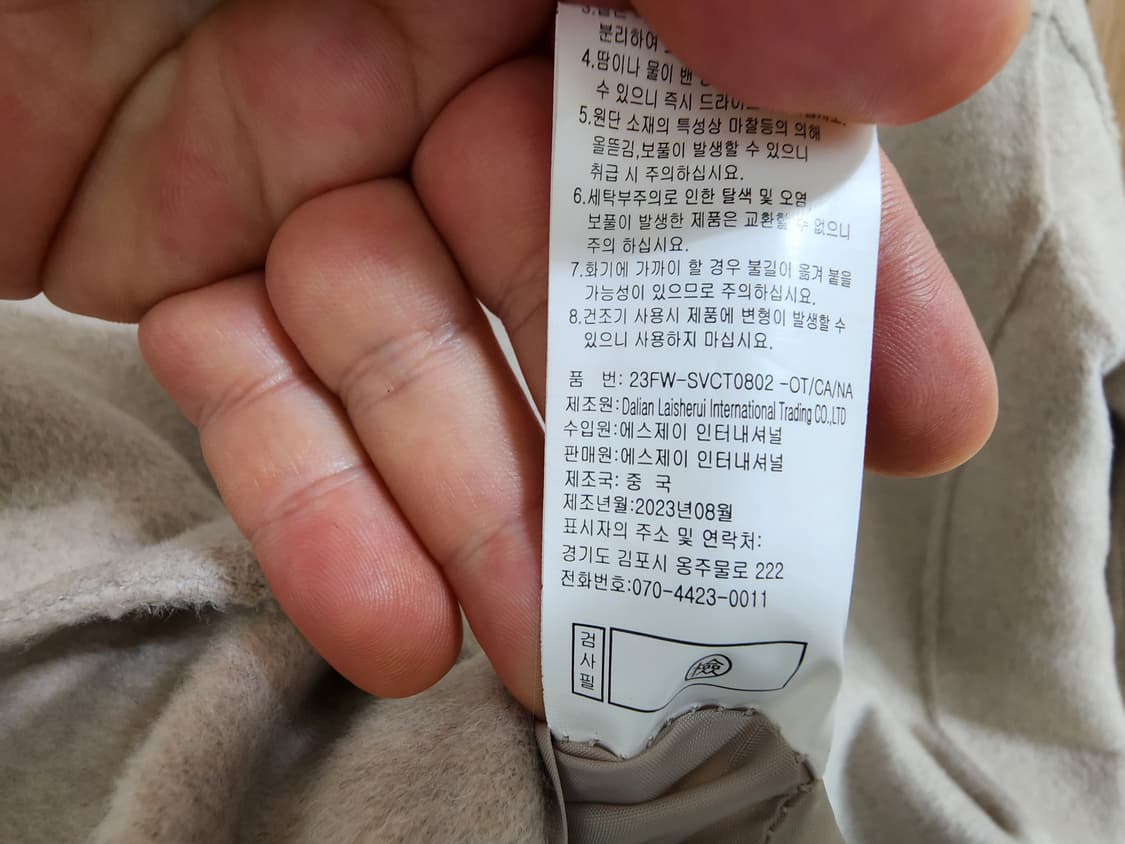 분리하여
4.땀이나 물이 밴
수 있으니 즉시
5.원단 소재의 특성상 마찰등의 의해
올뜯김,보풀이 발생할 수 있으니
취급 시 주의하십시요.
6.세탁부주의로 인한 탈색 및 오염,
보풀이 발생한 제품은 교환할 수 없으니
주의 하십시요.
7.화기에 가까이 할 경우 불길이 옮겨 붙을
가능성이 있으므로 주의하십시요.
8.건조기 사용시 제품에 변형이 발생할 수
있으니 사용하지 마십시요.
품 번: 23FW-SVCT0802 -OT/CA/NA
제조원: Dalian Laisherui International Trading CO.,LTD
수입원:에스제이 인터내셔널
판매원:에스제이 인터내셔널
제조국: 중 국
제조년월:2023년08월
표시자의 주소 및 연락처:
경기도 김포시 옹주물로 222
전화번호:070-4423-0011
검사필